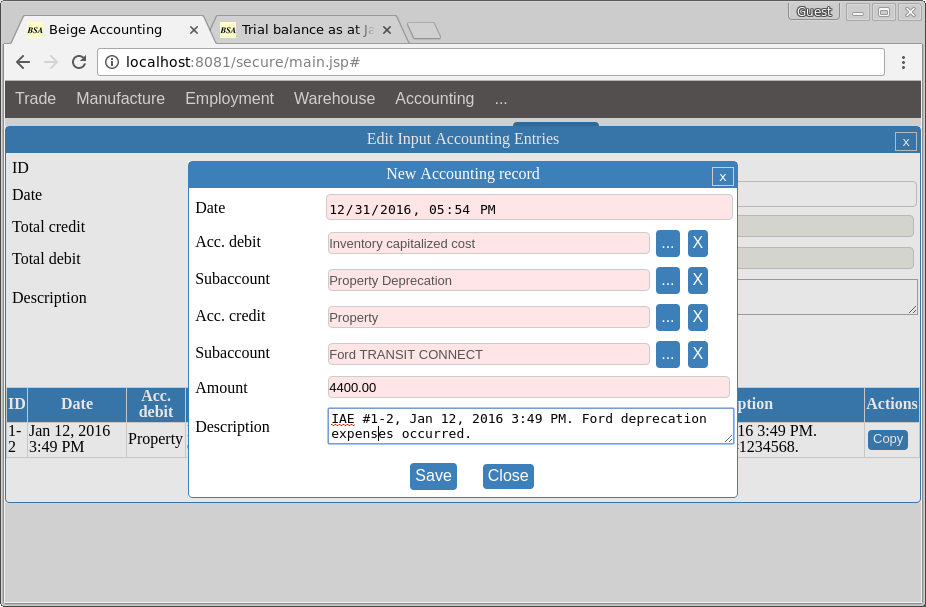 Guest
BSA Beige Accounting
BSA Trial balance as at Ja
localhost:8081/secure/main.jsp#
Trade Manufacture Employment Warehouse Accounting ...
Edit Input Accounting Entries x
ID
Date
Total credit
Total debit
Description
New Accounting record x
Date 12/31/2016, 05:54 PM
Acc. debit Inventory capitalized cost ... X
Subaccount Property Deprecation ... X
Acc. credit Property ... X
Subaccount Ford TRANSIT CONNECT ... X
Amount 4400.00
Description IAE #1-2, Jan 12, 2016 3:49 PM. Ford deprecation
expenses occurred.
Save Close
ID Date Acc.
debit
ption Actions
1-
2
Jan 12, 2016
3:49 PM
Property
16 3:49 PM.
1234568.
Copy